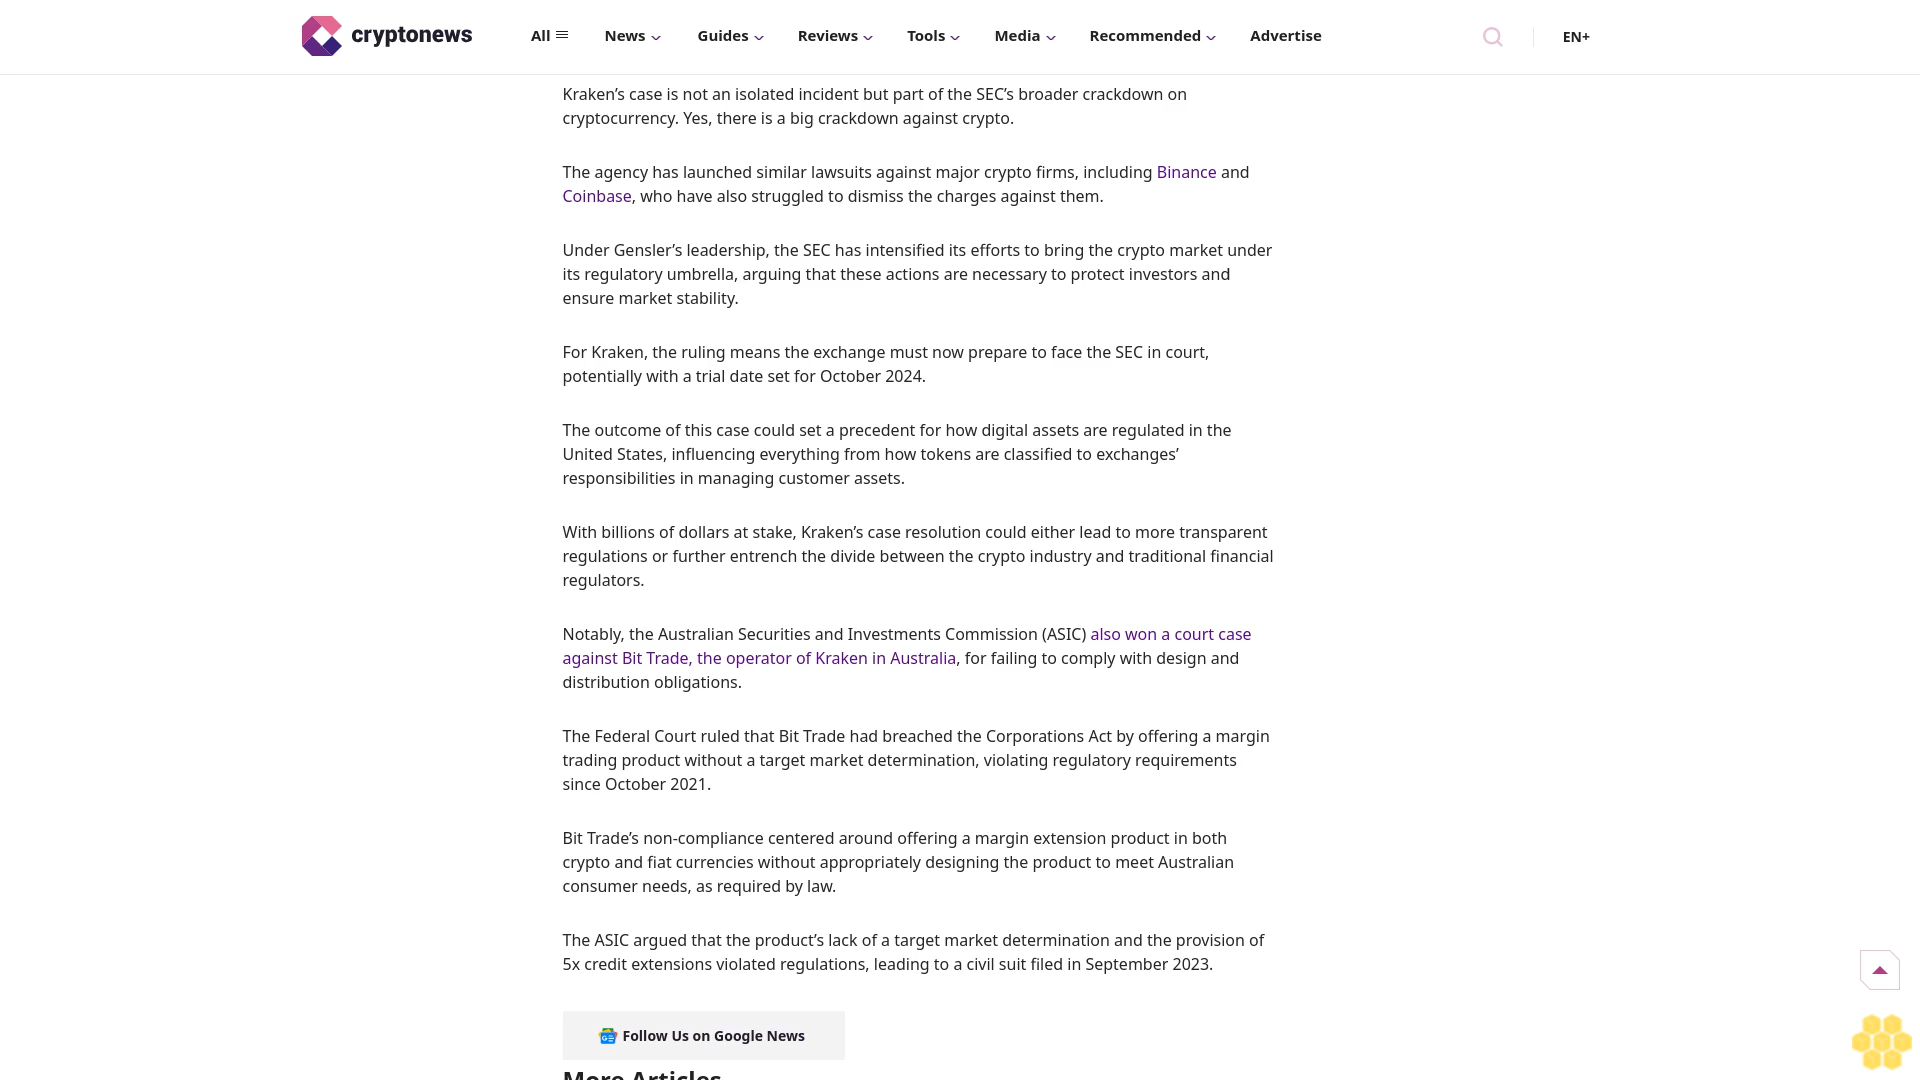 cryptonews
All
News
Guides
Reviews
Tools
Media
Recommended
Advertise
EN+
Kraken’s case is not an isolated incident but part of the SEC’s broader crackdown on
cryptocurrency. Yes, there is a big crackdown against crypto.
The agency has launched similar lawsuits against major crypto firms, including Binance and
Coinbase, who have also struggled to dismiss the charges against them.
Under Gensler’s leadership, the SEC has intensified its efforts to bring the crypto market under
its regulatory umbrella, arguing that these actions are necessary to protect investors and
ensure market stability.
For Kraken, the ruling means the exchange must now prepare to face the SEC in court,
potentially with a trial date set for October 2024.
The outcome of this case could set a precedent for how digital assets are regulated in the
United States, influencing everything from how tokens are classified to exchanges’
responsibilities in managing customer assets.
With billions of dollars at stake, Kraken’s case resolution could either lead to more transparent
regulations or further entrench the divide between the crypto industry and traditional financial
regulators.
Notably, the Australian Securities and Investments Commission (ASIC) also won a court case
against Bit Trade, the operator of Kraken in Australia, for failing to comply with design and
distribution obligations.
The Federal Court ruled that Bit Trade had breached the Corporations Act by offering a margin
trading product without a target market determination, violating regulatory requirements
since October 2021.
Bit Trade’s non-compliance centered around offering a margin extension product in both
crypto and fiat currencies without appropriately designing the product to meet Australian
consumer needs, as required by law.
The ASIC argued that the product’s lack of a target market determination and the provision of
5x credit extensions violated regulations, leading to a civil suit filed in September 2023.
Follow Us on Google News
More Articles